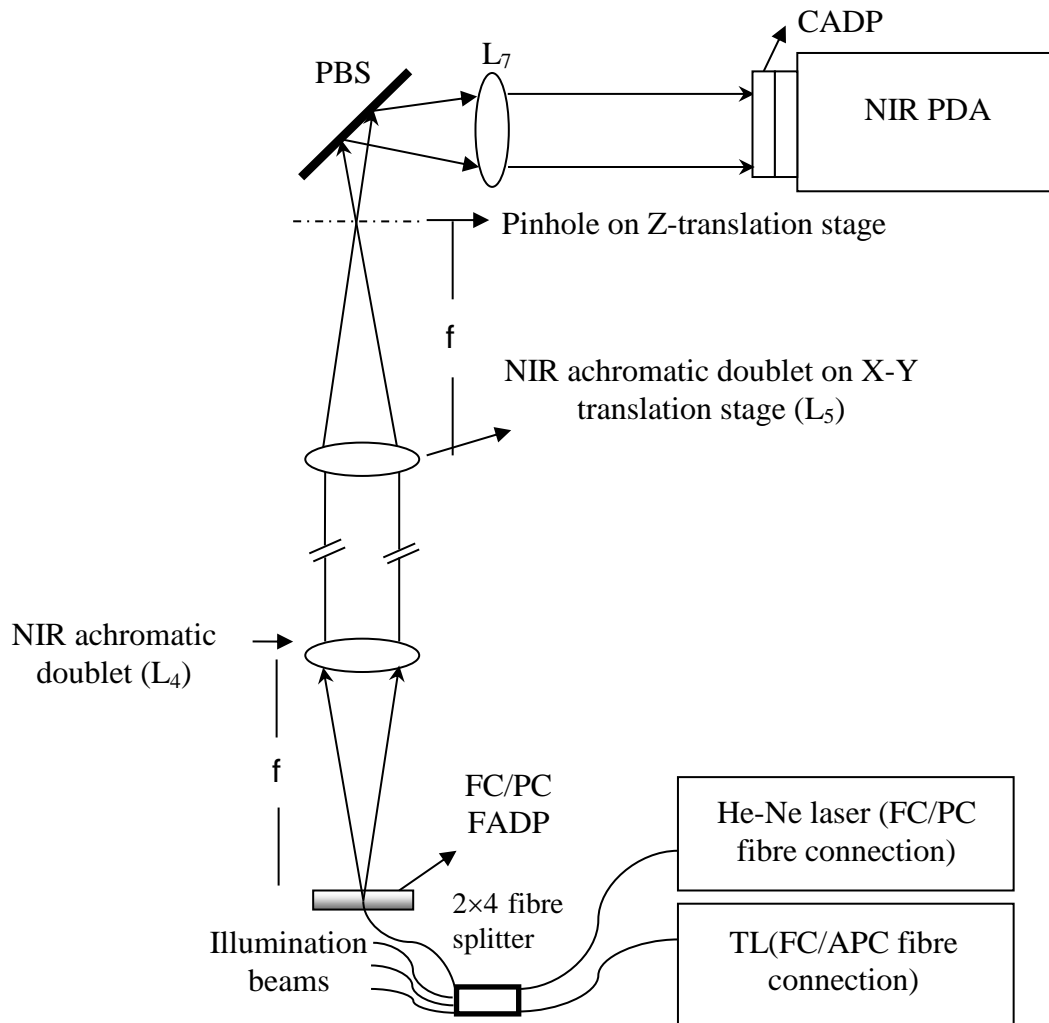 CADP
L7
PBS
NIR PDA
Pinhole on Z-translation stage
f
NIR achromatic doublet on X-Y
translation stage (L5)
NIR achromatic
doublet (L4)
f
FC/PC
FADP
He-Ne laser (FC/PC
fibre connection)
2×4 fibre
splitter
Illumination
beams
TL(FC/APC fibre
connection)